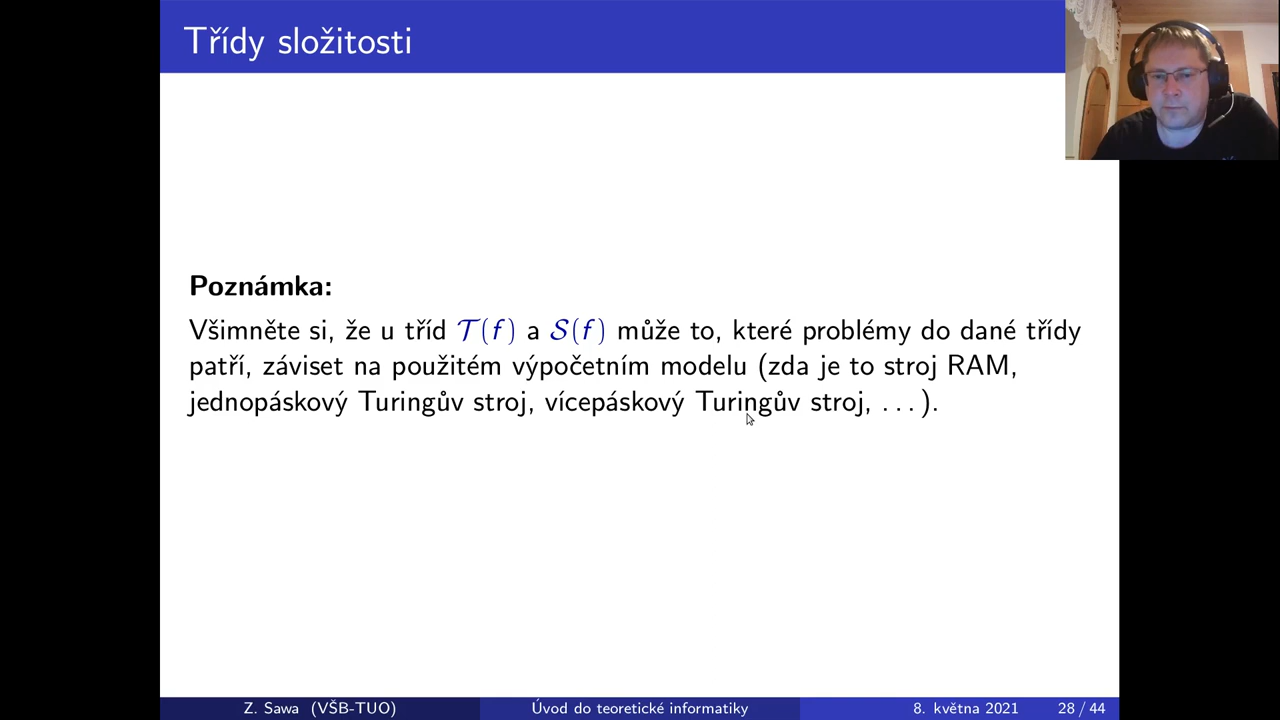 Třídy složitosti
Poznámka:
Všimněte si, že u tříd 𝒯(f) a 𝒮(f) může to, které problémy do dané třídy
patří, záviset na použitém výpočetním modelu (zda je to stroj RAM,
jednopáskový Turingův stroj, vícepáskový Turingův stroj, . . . ).
Z. Sawa (VŠB-TUO) Úvod do teoretické informatiky 8. května 2021 28 / 44